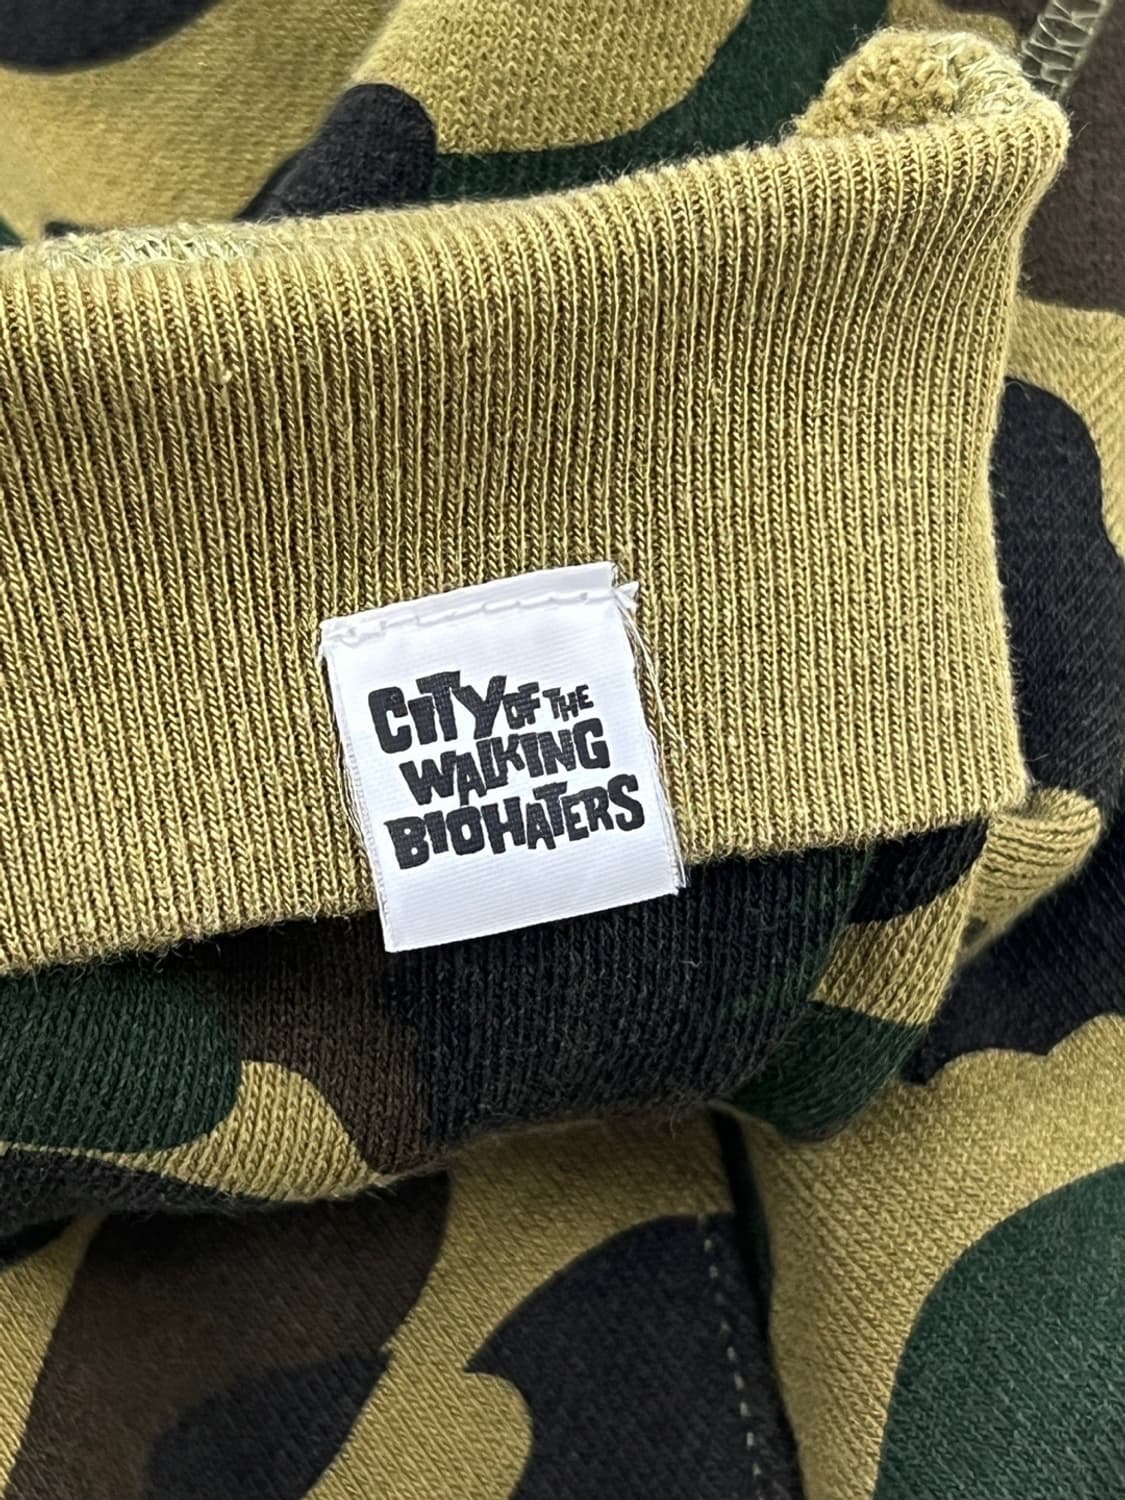 CITY OF THE
WALKING
BIOHATERS